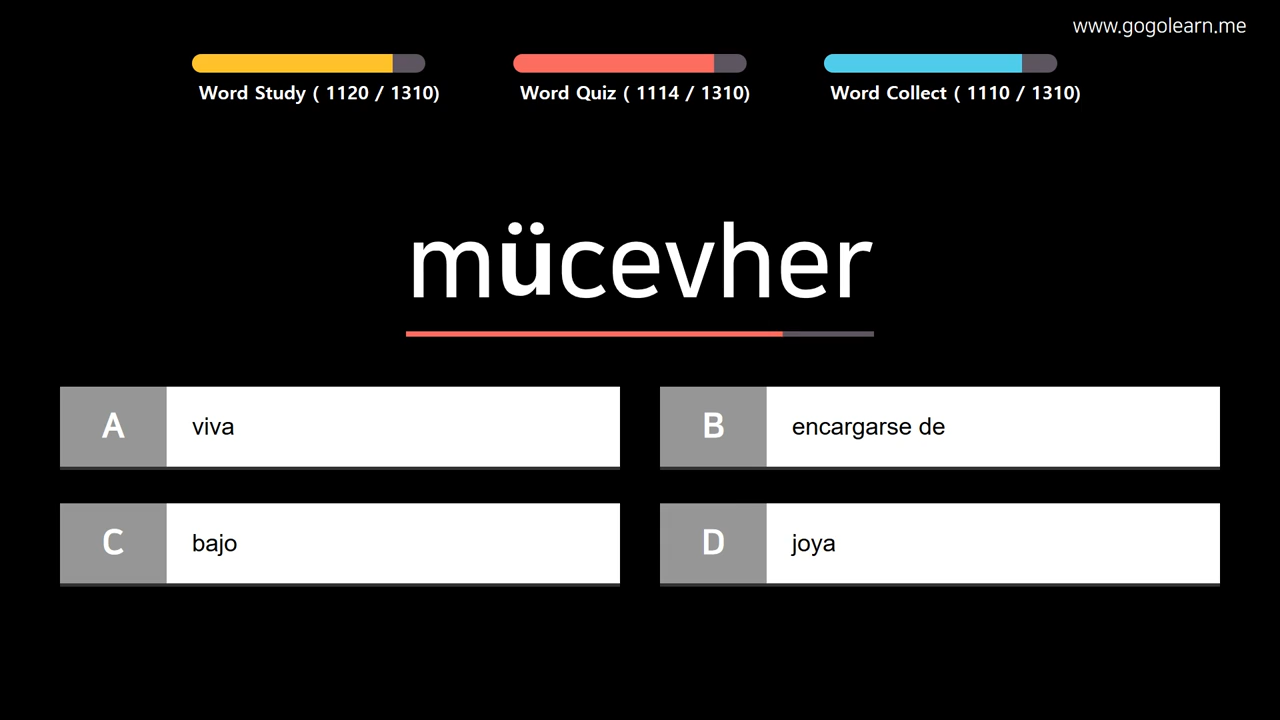 www.gogolearn.me
Word Study ( 1120 / 1310)
Word Quiz ( 1114 / 1310)
Word Collect ( 1110 / 1310)
mücevher
A viva
B encargarse de
C bajo
D joya